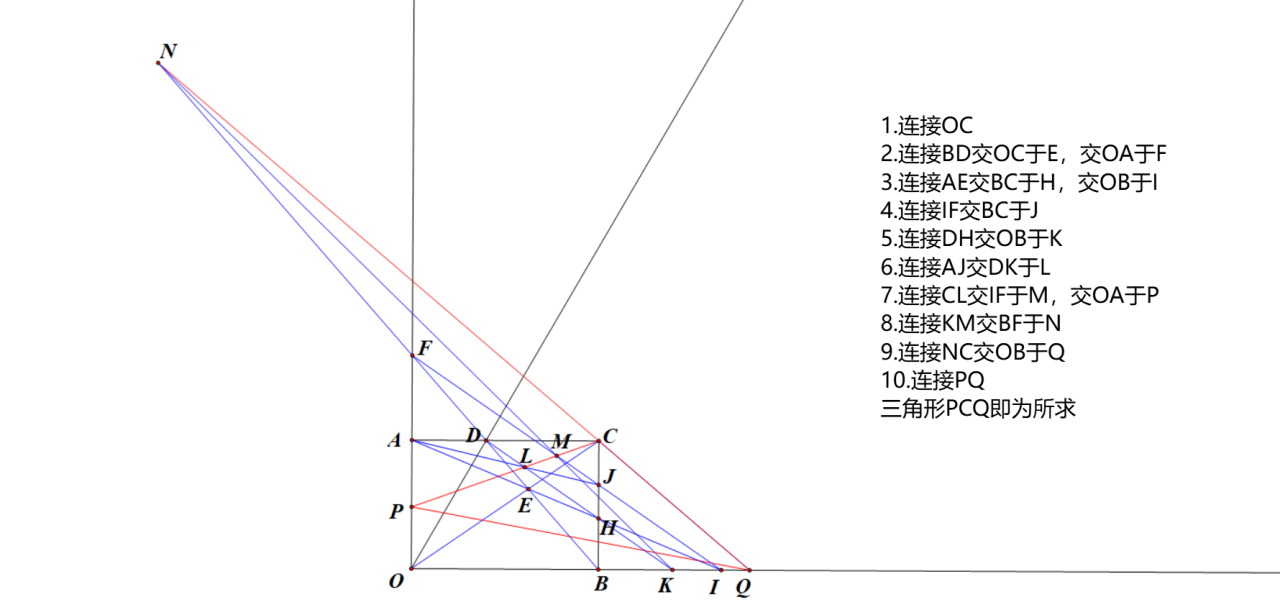 N
1.连接OC
2.连接BD交OC于E，交OA于F
3.连接AE交BC于H，交OB于I
4.连接IF交BC于J
5.连接DH交OB于K
6.连接AJ交DK于L
7.连接CL交IF于M，交OA于P
8.连接KM交BF于N
9.连接NC交OB于Q
10.连接PQ
三角形PCQ即为所求
F
A D M C
L
J
E
P
H
O B K I Q